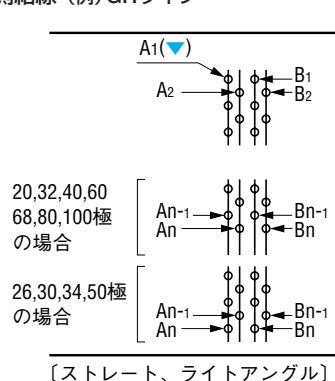 A1(▼)
A2
B1
B2
20,32,40,60
68,80,100極
の場合
An-1
An
Bn-1
Bn
26,30,34,50極
の場合
An-1
An
Bn-1
Bn
〔ストレート、ライトアングル〕